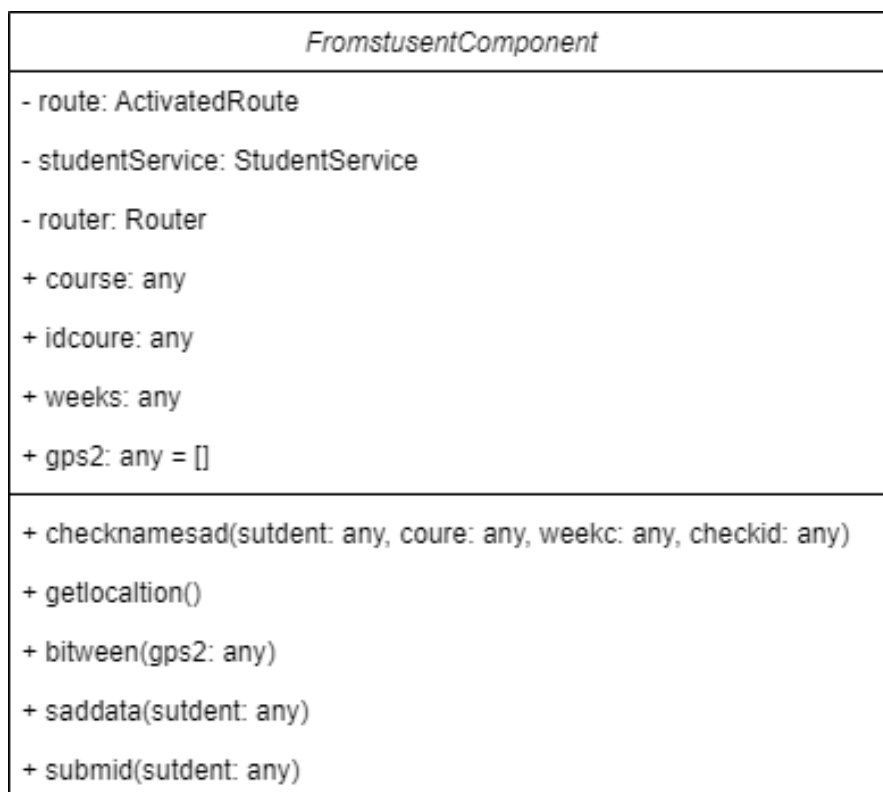 FromstusentComponent
- route: ActivatedRoute
- studentService: StudentService
- router: Router
+ course: any
+ idcoure: any
+ weeks: any
+ gps2: any = []
+ checknamesad(sutdent: any, coure: any, weekc: any, checkid: any)
+ getlocaltion()
+ bitween(gps2: any)
+ saddata(sutdent: any)
+ submid(sutdent: any)